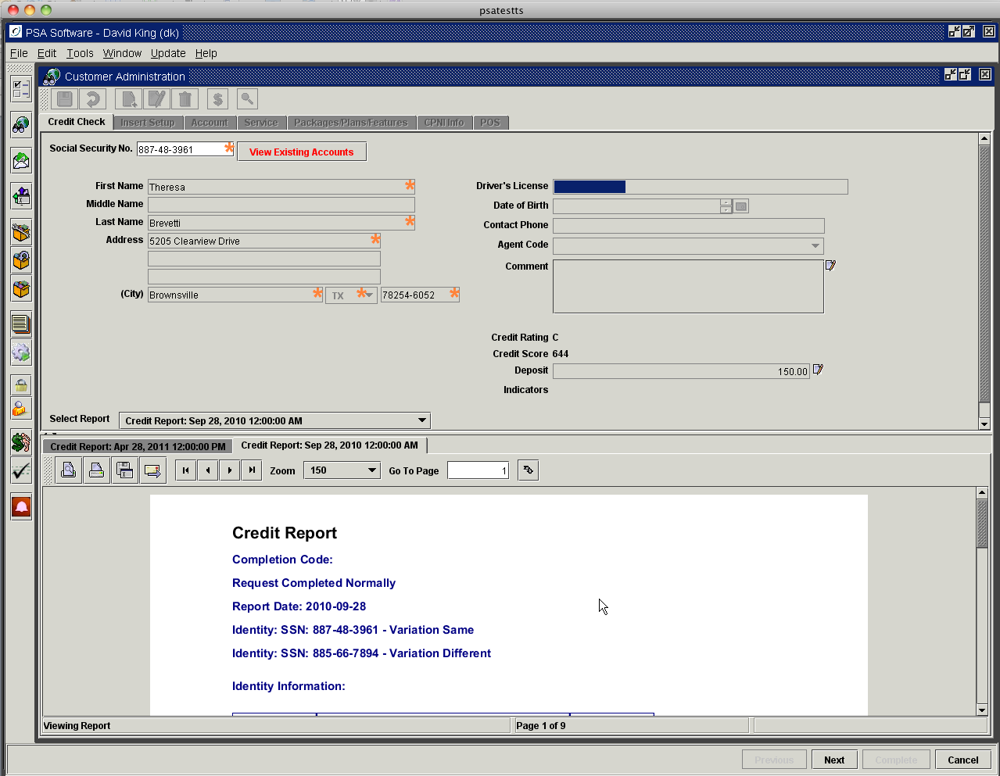 psatestts
PSA Software - David King (dk)
File Edit Tools Window Update Help
Customer Administration
Credit Check Insert Setup Account Service Packages/Plans/Features CPNI Info POS
Social Security No. 887-48-3961 * View Existing Accounts
First Name Theresa *
Middle Name
Last Name Brevetti *
Address 5205 Clearview Drive *
(City) Brownsville * TX * 78254-6052 *
Driver's License
Date of Birth
Contact Phone
Agent Code
Comment
Credit Rating C
Credit Score 644
Deposit 150.00
Indicators
Select Report Credit Report: Sep 28, 2010 12:00:00 AM
Credit Report: Apr 28, 2011 12:00:00 PM Credit Report: Sep 28, 2010 12:00:00 AM
Zoom 150 Go To Page 1
Credit Report
Completion Code:
Request Completed Normally
Report Date: 2010-09-28
Identity: SSN: 887-48-3961 - Variation Same
Identity: SSN: 885-66-7894 - Variation Different
Identity Information:
Viewing Report Page 1 of 9
Previous Next Complete Cancel